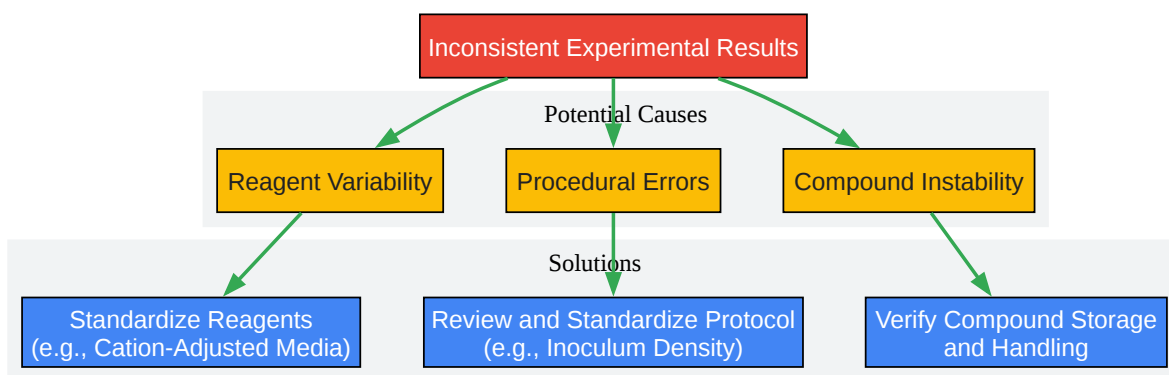 Inconsistent Experimental Results
Potential Causes
Reagent Variability
Procedural Errors
Compound Instability
Solutions
Standardize Reagents
(e.g., Cation-Adjusted Media)
Review and Standardize Protocol
(e.g., Inoculum Density)
Verify Compound Storage
and Handling